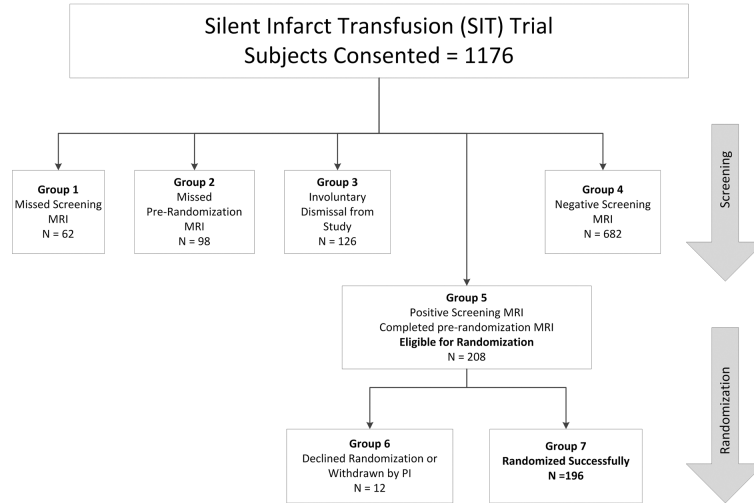 Silent Infarct Transfusion (SIT) Trial
Subjects Consented = 1176
Group 1
Missed Screening
MRI
N = 62
Group 2
Missed
Pre-Randomization
MRI
N = 98
Group 3
Involuntary
Dismissal from
Study
N = 126
Group 4
Negative Screening
MRI
N = 682
Screening
Group 5
Positive Screening MRI
Completed pre-randomization MRI
Eligible for Randomization
N = 208
Group 6
Declined Randomization or
Withdrawn by PI
N = 12
Group 7
Randomized Successfully
N =196
Randomization